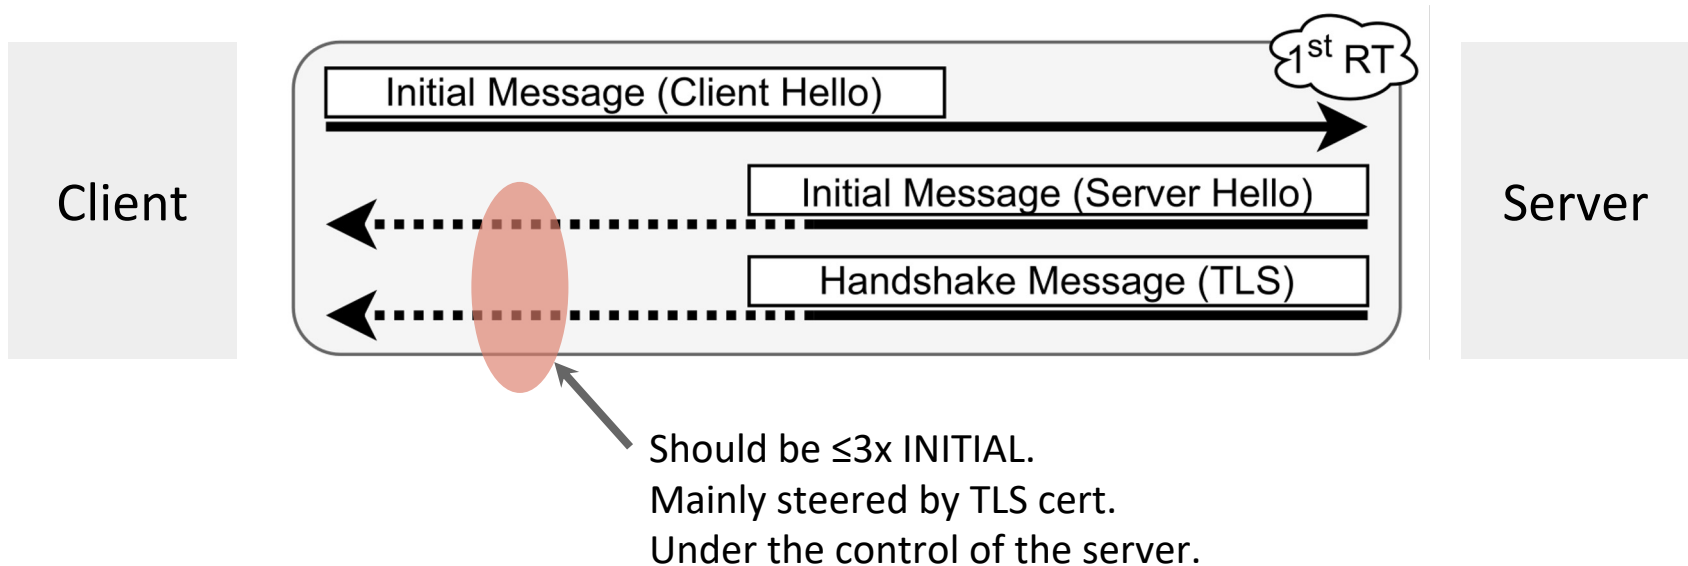 1st RT
Initial Message (Client Hello)
Client
Initial Message (Server Hello)
Server
Handshake Message (TLS)
Should be ≤3x INITIAL.
Mainly steered by TLS cert.
Under the control of the server.